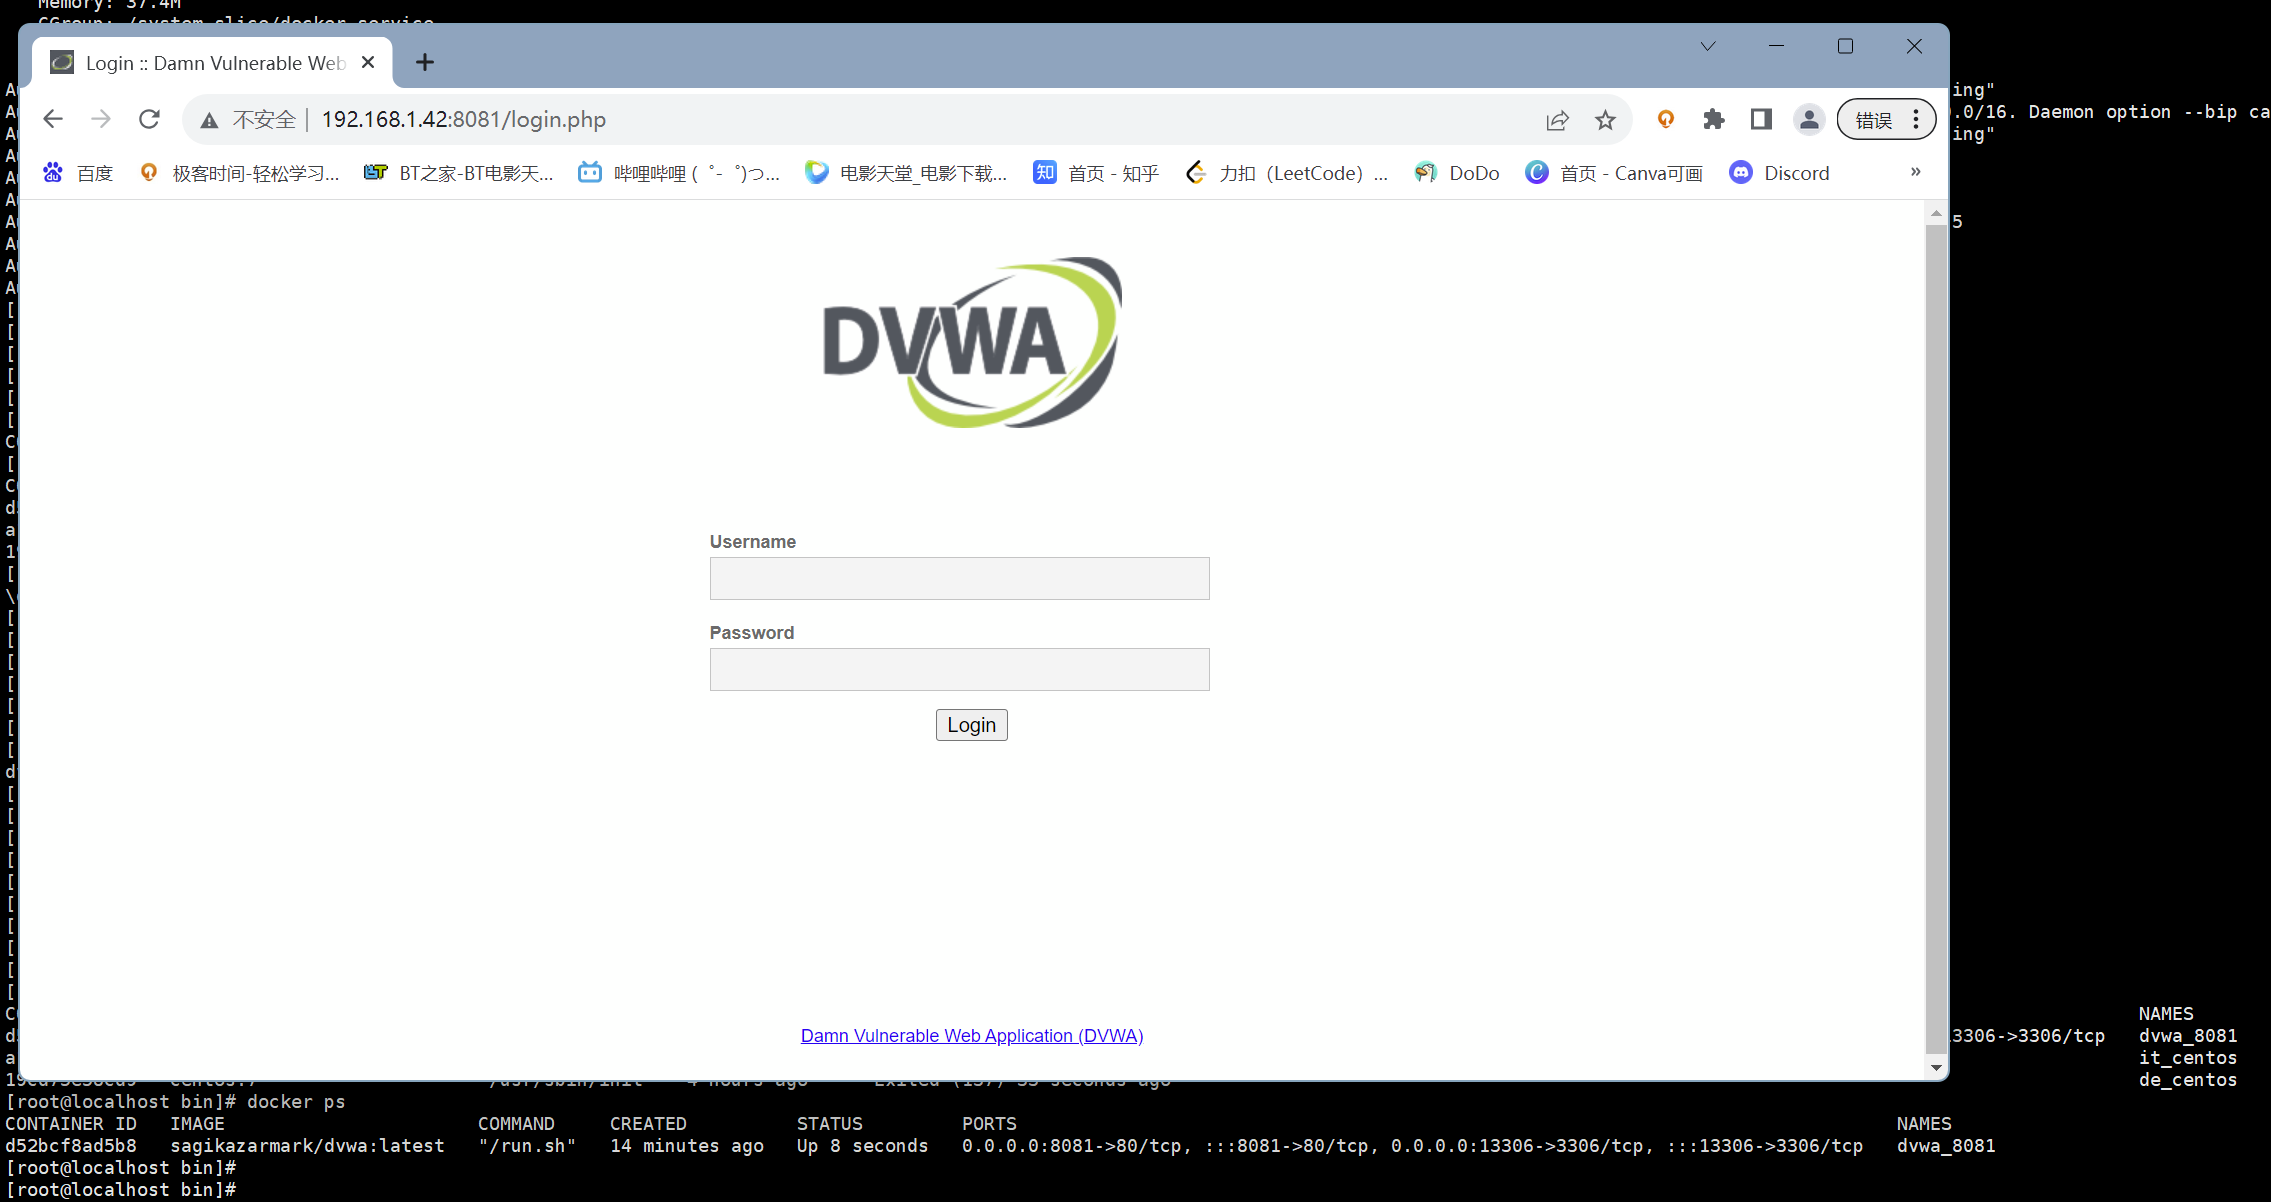 Memory: 37.4M
CGroup: /system.slice/docker.service
Login :: Damn Vulnerable Web
ing"
不安全 192.168.1.42:8081/login.php 错误
.0/16. Daemon option --bip ca
ing"
百度 极客时间-轻松学习... BT之家-BT电影天... 哔哩哔哩 ( ゜- ゜)つ... 电影天堂_电影下载... 知 首页 - 知乎 力扣（LeetCode）... DoDo 首页 - Canva可画 Discord »
5
DVWA
Username
Password
Login
NAMES
Damn Vulnerable Web Application (DVWA)
3306->3306/tcp dvwa_8081
it_centos
de_centos
[root@localhost bin]# docker ps
CONTAINER ID IMAGE COMMAND CREATED STATUS PORTS NAMES
d52bcf8ad5b8 sagikazarmark/dvwa:latest "/run.sh" 14 minutes ago Up 8 seconds 0.0.0.0:8081->80/tcp, :::8081->80/tcp, 0.0.0.0:13306->3306/tcp, :::13306->3306/tcp dvwa_8081
[root@localhost bin]#
[root@localhost bin]#